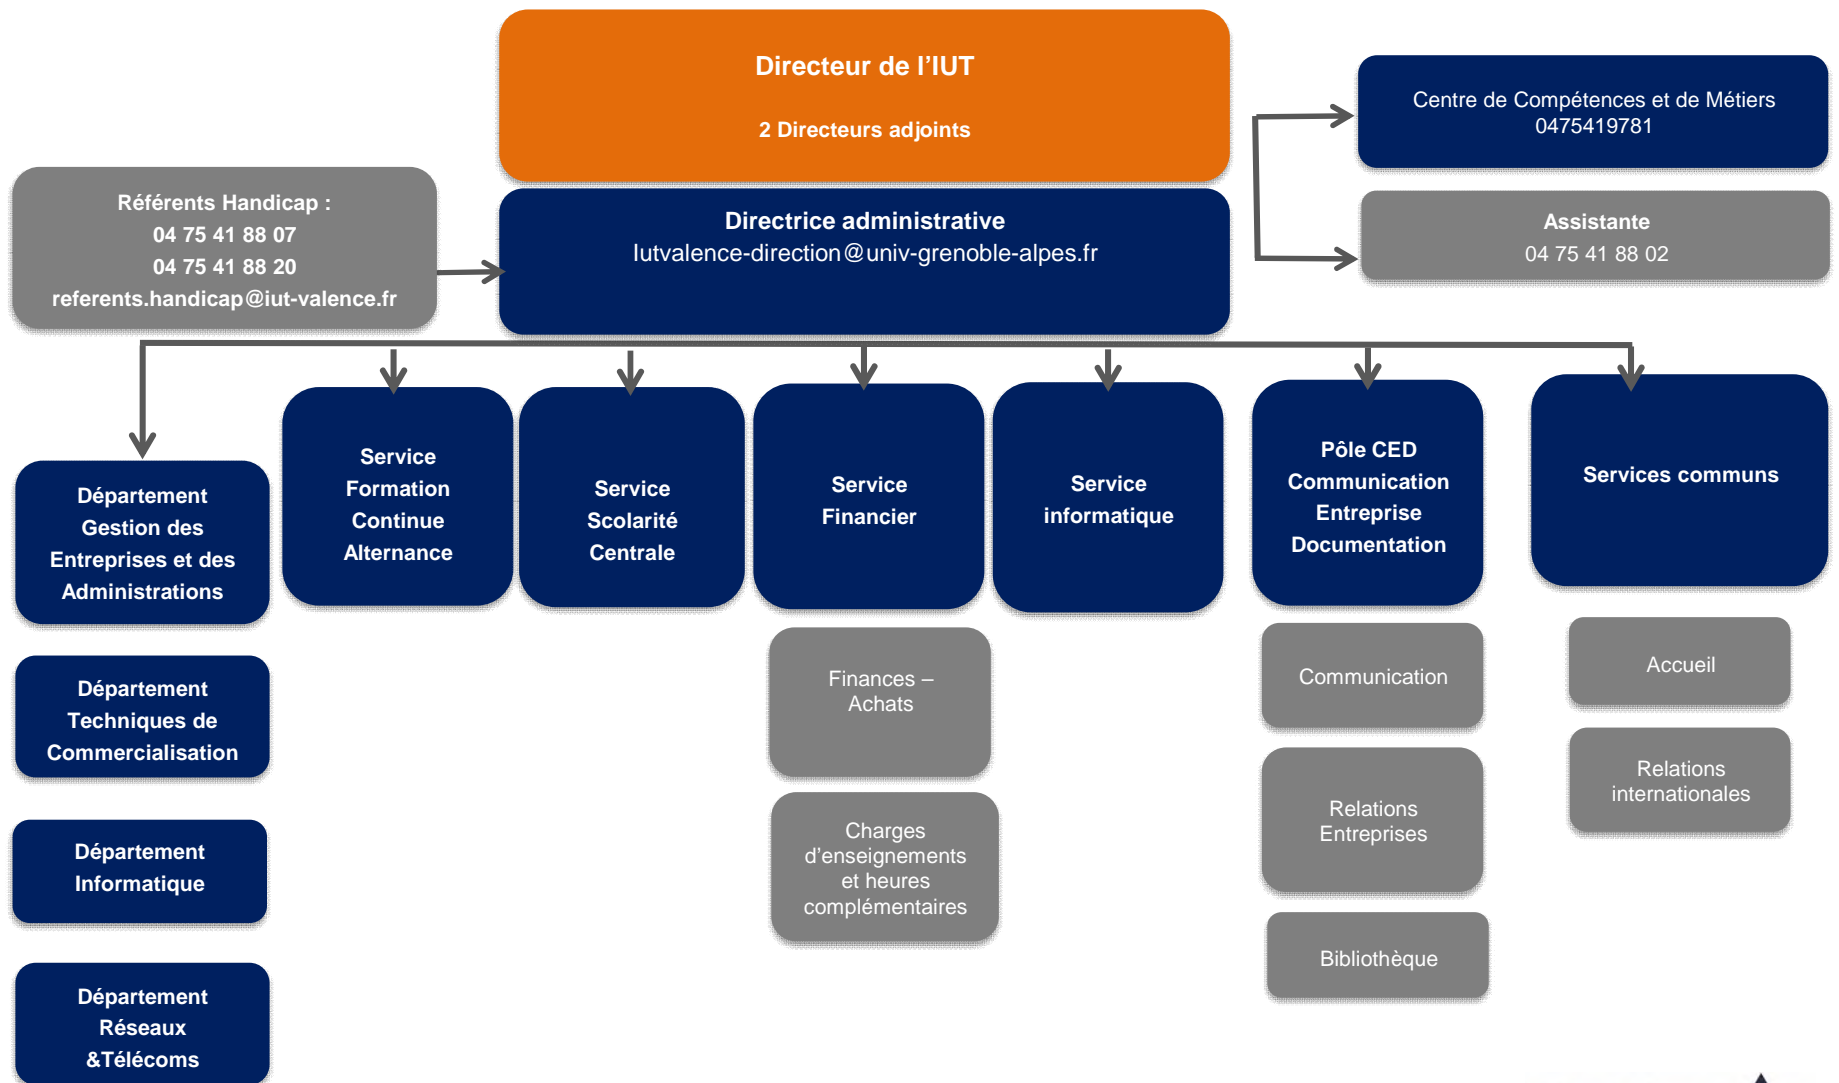 Directeur de l’IUT
2 Directeurs adjoints
Centre de Compétences et de Métiers
0475419781
Référents Handicap :
04 75 41 88 07
04 75 41 88 20
referents.handicap@iut-valence.fr
Directrice administrative
Iutvalence-direction@univ-grenoble-alpes.fr
Assistante
04 75 41 88 02
Département
Gestion des
Entreprises et des
Administrations
Service
Formation
Continue
Alternance
Service
Scolarité
Centrale
Service
Financier
Service
informatique
Pôle CED
Communication
Entreprise
Documentation
Services communs
Département
Techniques de
Commercialisation
Département
Informatique
Département
Réseaux
&Télécoms
Finances –
Achats
Charges
d’enseignements
et heures
complémentaires
Communication
Relations
Entreprises
Bibliothèque
Accueil
Relations
internationales